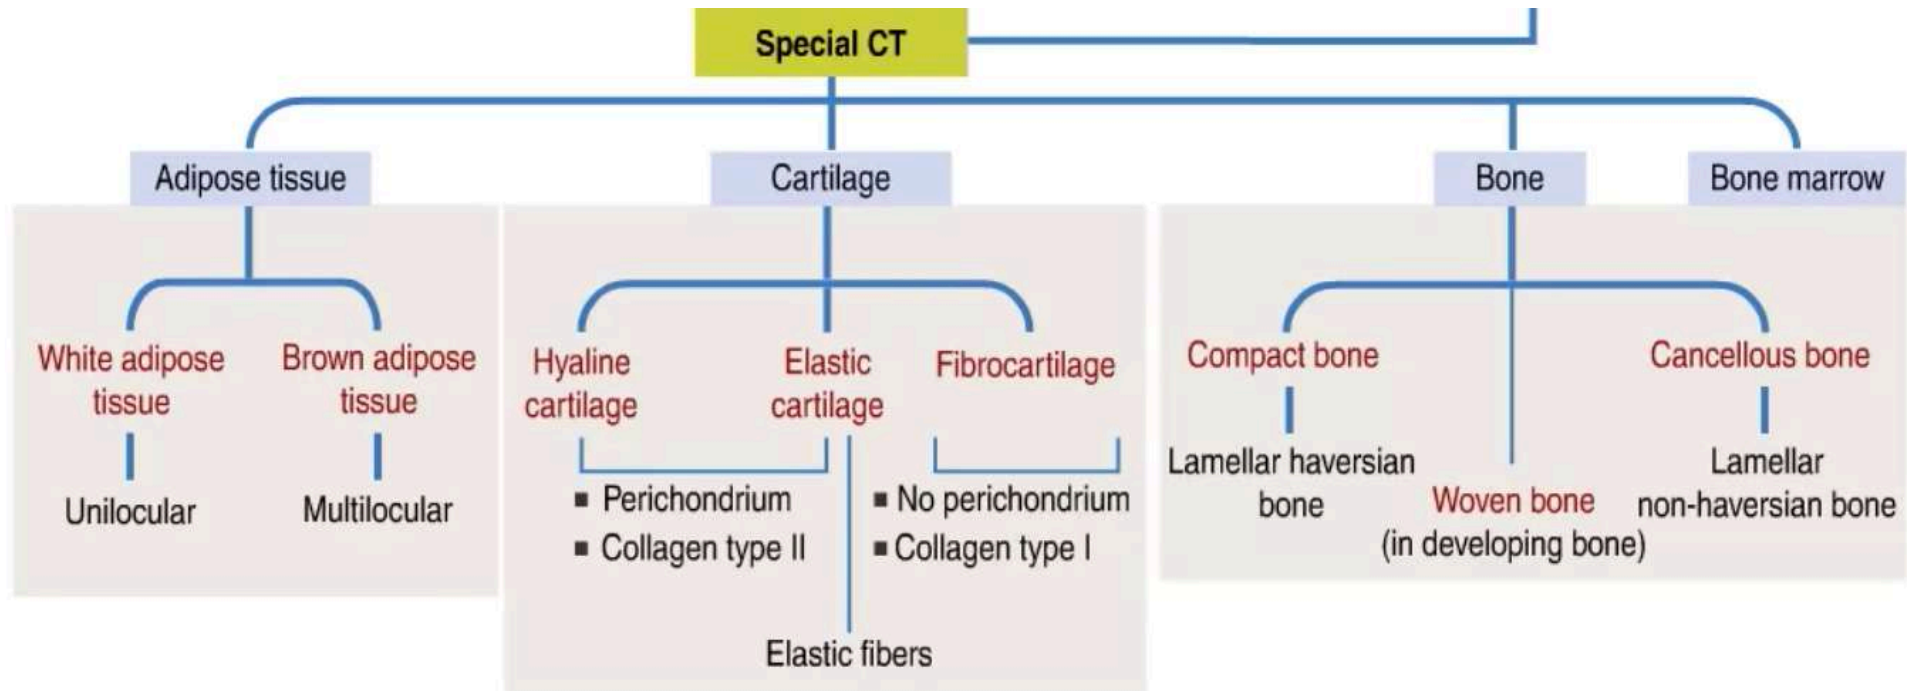 Special CT
Adipose tissue
Cartilage
Bone
Bone marrow
White adipose
tissue
Brown adipose
tissue
Unilocular
Multilocular
Hyaline
cartilage
Elastic
cartilage
Fibrocartilage
▪ Perichondrium
▪ Collagen type II
▪ No perichondrium
▪ Collagen type I
Elastic fibers
Compact bone
Cancellous bone
Lamellar haversian
bone
Woven bone
(in developing bone)
Lamellar
non-haversian bone